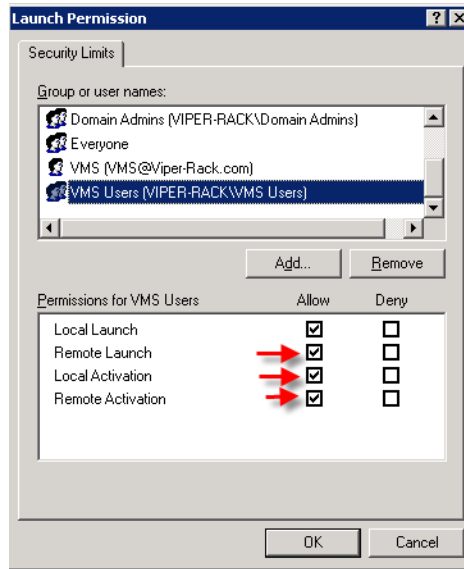 Launch Permission
Security Limits
Group or user names:
Domain Admins (VIPER-RACK\Domain Admins)
Everyone
VMS (VMS@Viper-Rack.com)
VMS Users (VIPER-RACK\VMS Users)
Add... Remove
Permissions for VMS Users Allow Deny
Local Launch
Remote Launch
Local Activation
Remote Activation
OK Cancel